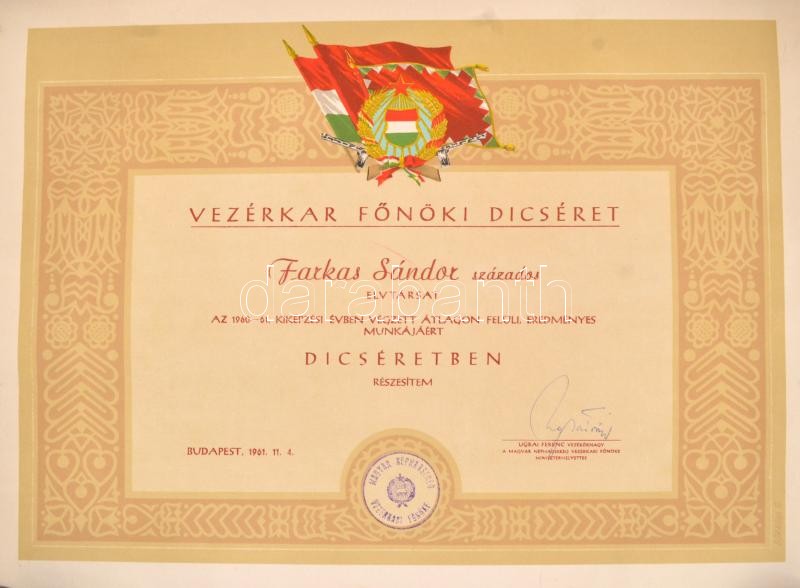 VEZÉRKAR FŐNÖKI DICSÉRET
Farkas Sándor százados
ELVTÁRSAT
darabanth
AZ 1960-61. KIKÉPZÉSI ÉVBEN VÉGZETT ÁTLAGON FELÜLI, EREDMÉNYES
MUNKÁJÁÉRT
DICSÉRETBEN
RÉSZESÍTEM
BUDAPEST, 1961. 11. 4.
UGRAI FERENC VEZÉRŐRNAGY
A MAGYAR NÉPHADSEREG VEZÉRKARI FŐNÖKE
MINISZTERHELYETTES
MAGYAR NÉPHADSEREG
VEZÉRKARI FŐNÖKE